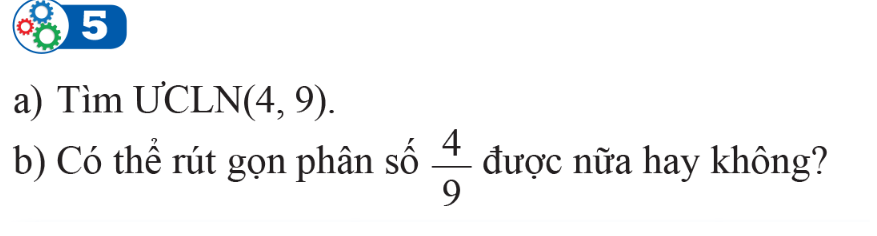 5
a) Tìm ƯCLN(4, 9).
b) Có thể rút gọn phân số 4/9 được nữa hay không?